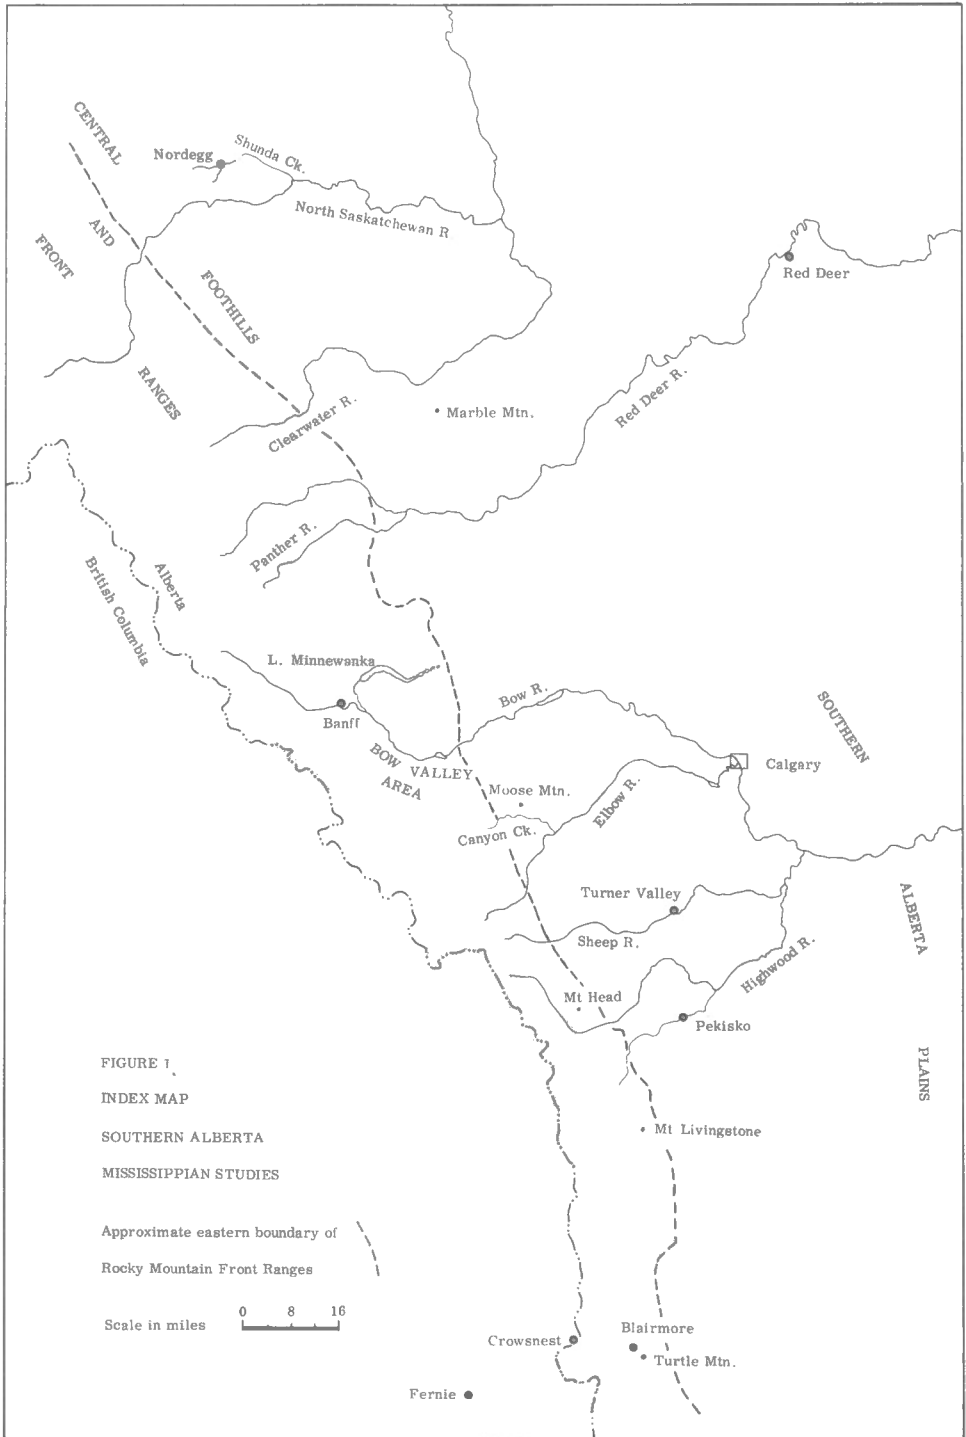 CENTRAL
AND
FOOTHILLS
FRONT
RANGES
Nordegg
Shunda Ck.
North Saskatchewan R
Red Deer
Red Deer R.
Marble Mtn.
Clearwater R.
Panther R.
Alberta
British Columbia
L. Minnewanka
Banff
Bow R.
BOW
VALLEY
AREA
SOUTHERN
ALBERTA
PLAINS
Calgary
Moose Mtn.
Elbow R.
Canyon Ck.
Turner Valley
Sheep R.
Highwood R.
Mt Head
Pekisko
Mt Livingstone
FIGURE 1
INDEX MAP
SOUTHERN ALBERTA
MISSISSIPPIAN STUDIES
Approximate eastern boundary of
Rocky Mountain Front Ranges
0 8 16
Scale in miles
Crowsnest
Blairmore
Turtle Mtn.
Fernie